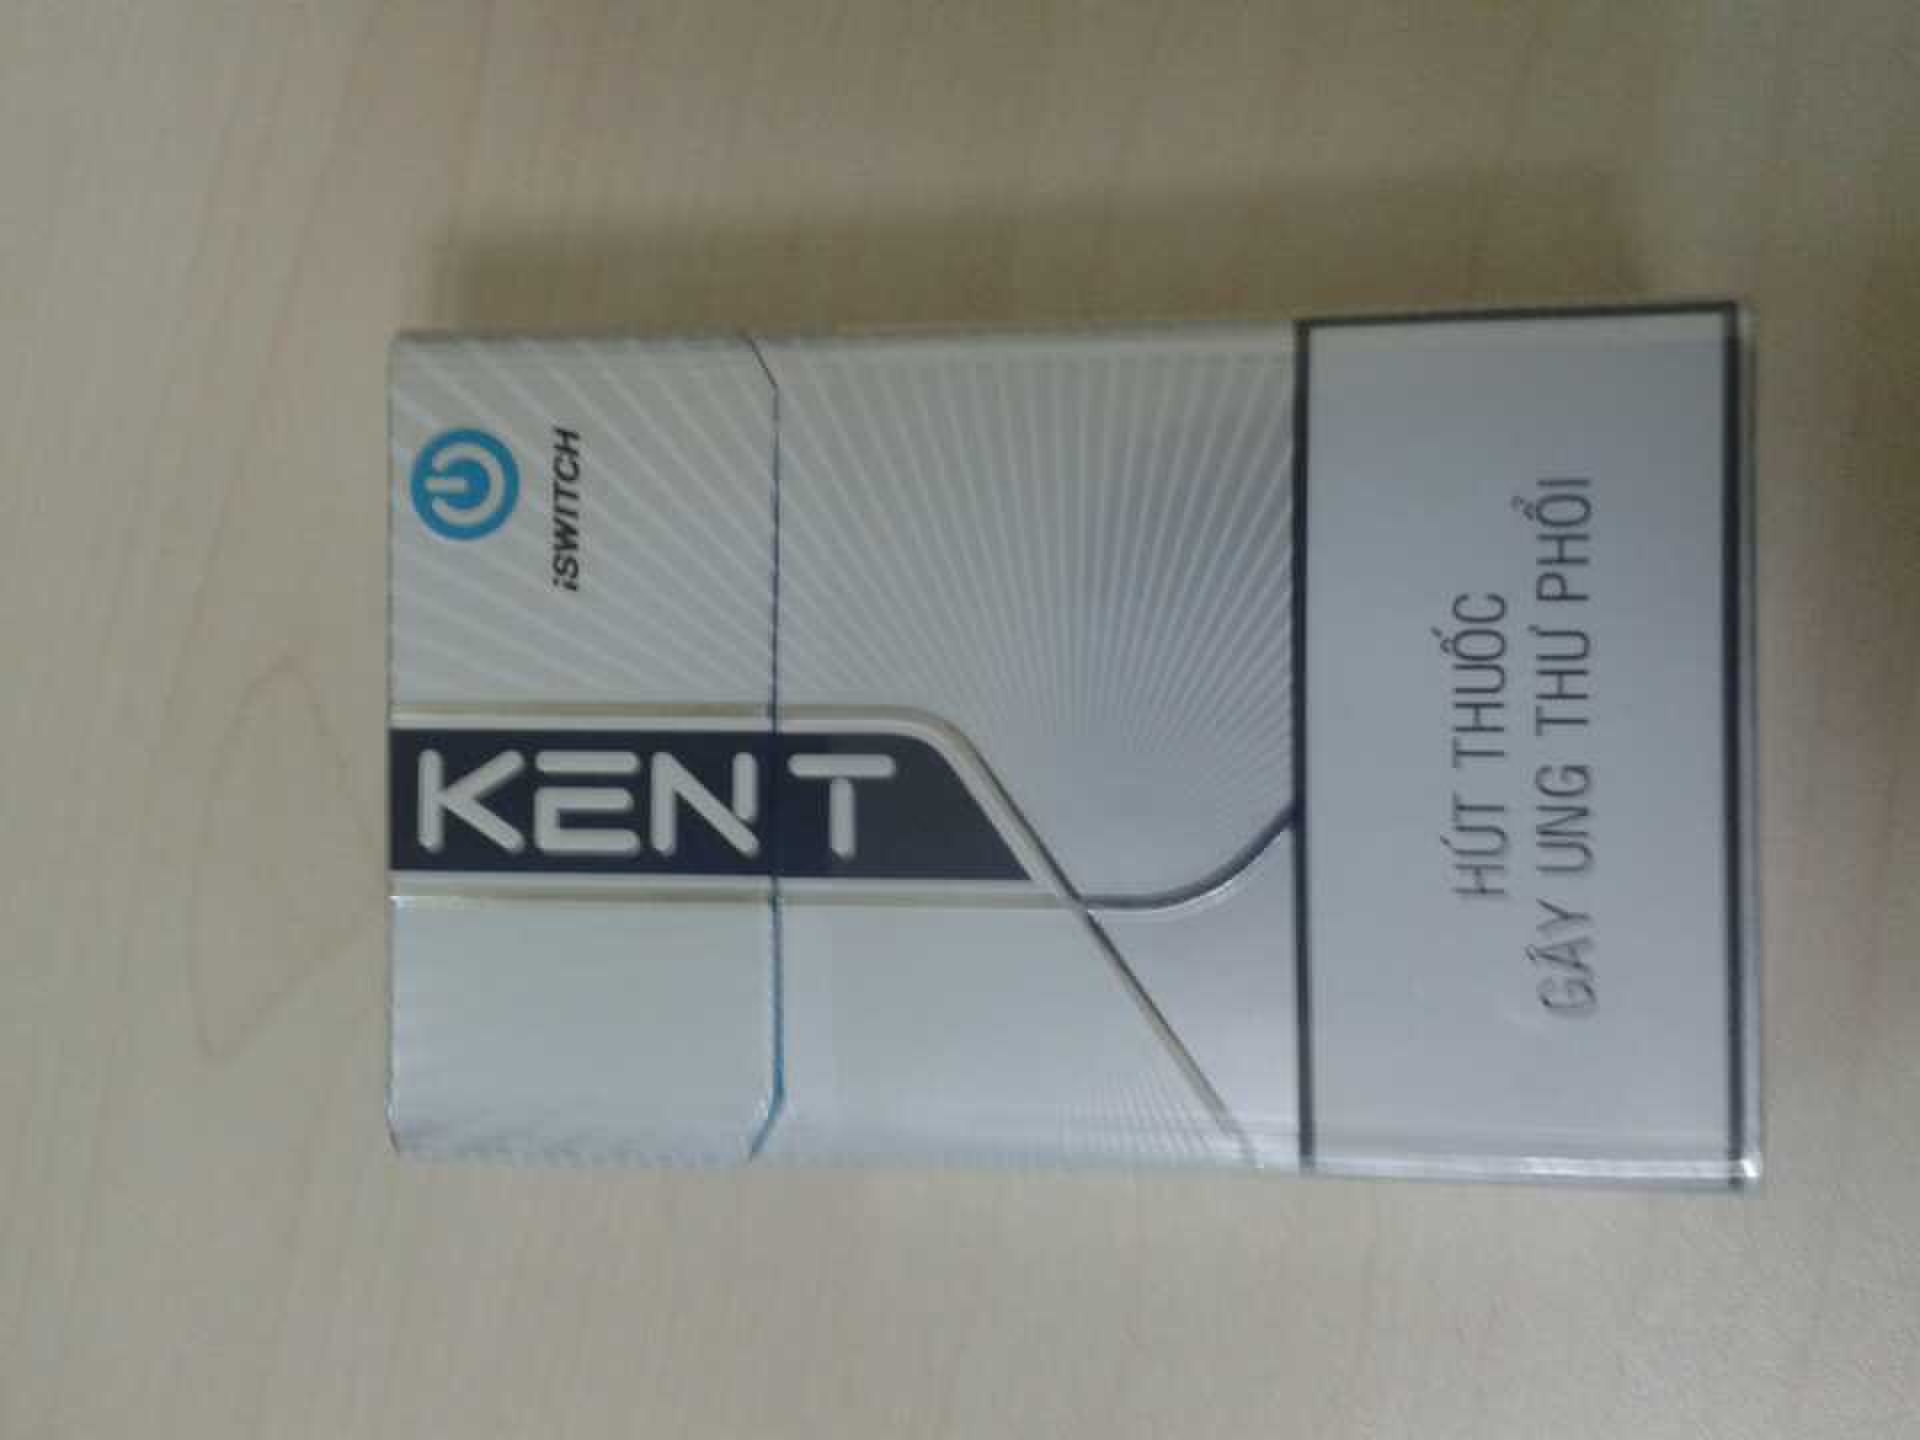 KENT
iSWITCH
HÚT THUỐC
GÂY UNG THƯ PHỔI